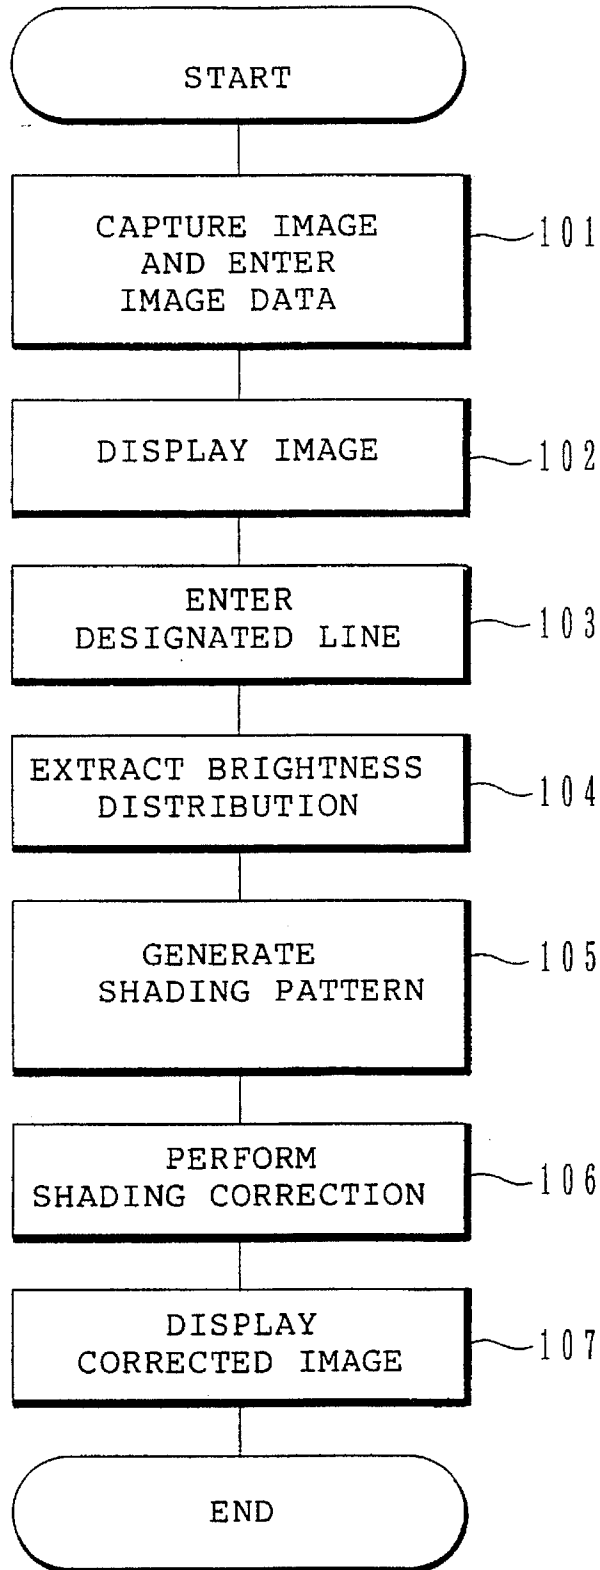 START
CAPTURE IMAGE
AND ENTER
IMAGE DATA
101
DISPLAY IMAGE
102
ENTER
DESIGNATED LINE
103
EXTRACT BRIGHTNESS
DISTRIBUTION
104
GENERATE
SHADING PATTERN
105
PERFORM
SHADING CORRECTION
106
DISPLAY
CORRECTED IMAGE
107
END